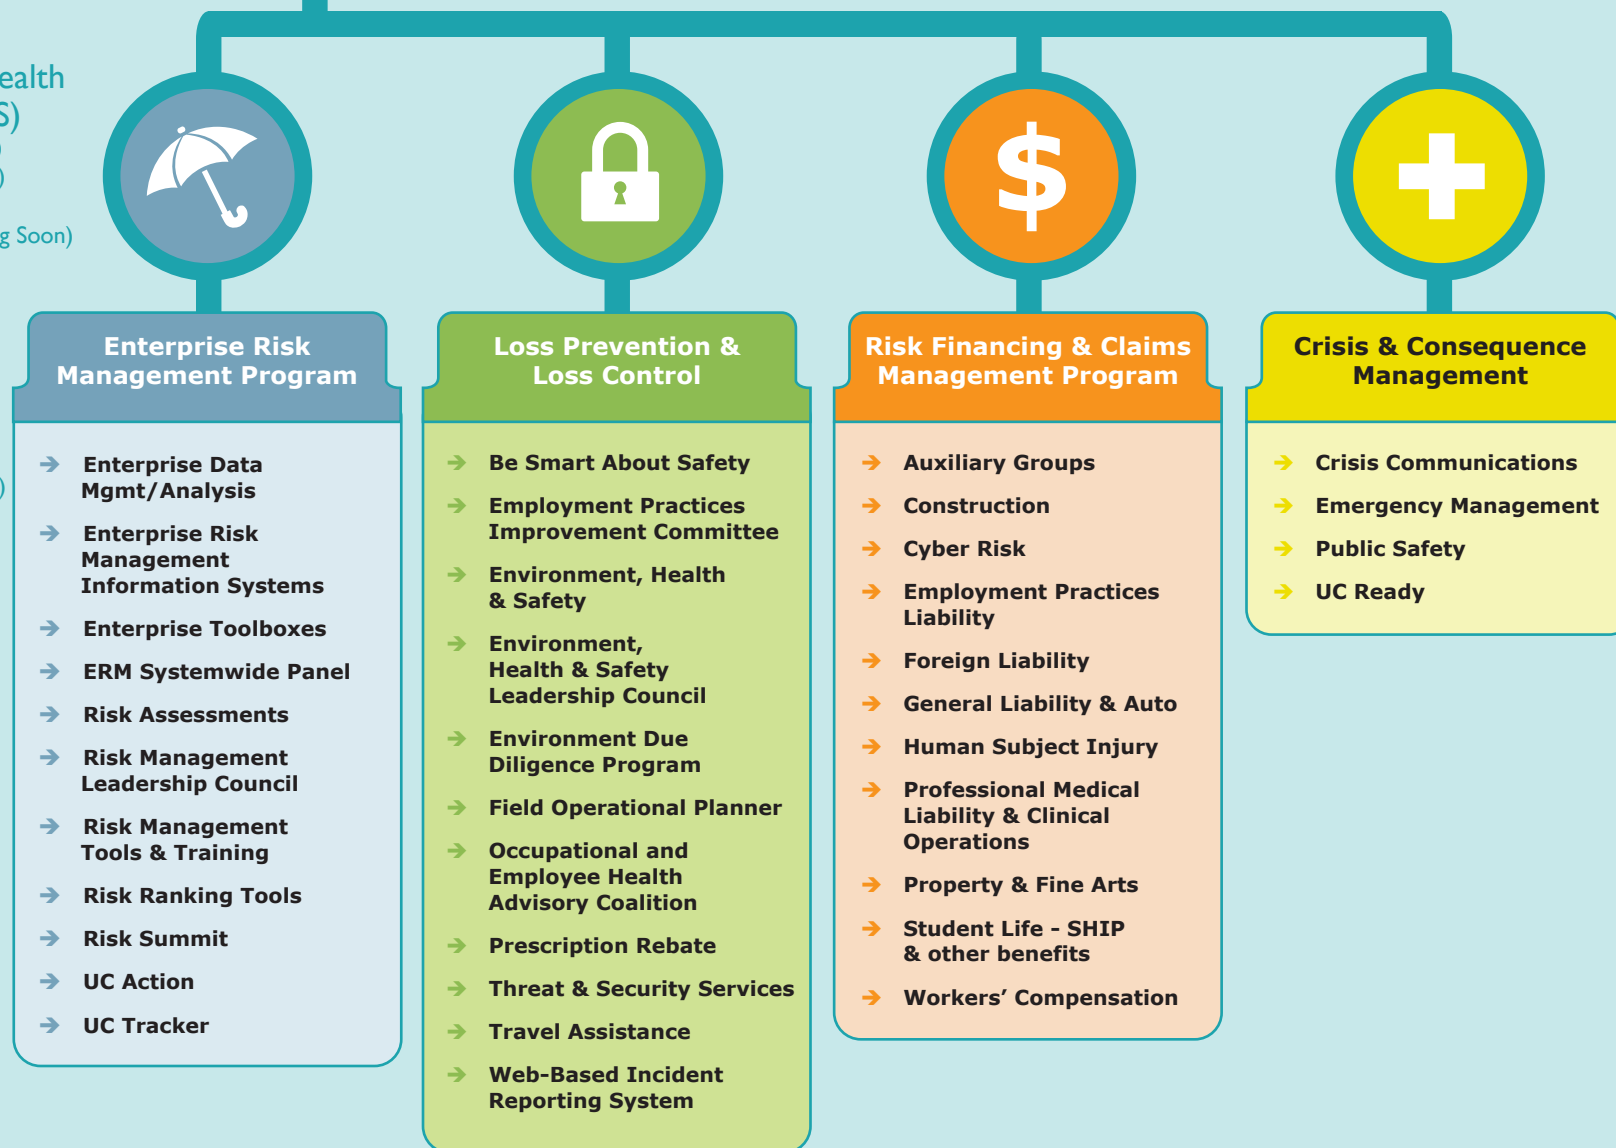 S)
)
)
g Soon)
)
$
Enterprise Risk
Management Program
Enterprise Data
Mgmt/Analysis
Enterprise Risk
Management
Information Systems
Enterprise Toolboxes
ERM Systemwide Panel
Risk Assessments
Risk Management
Leadership Council
Risk Management
Tools & Training
Risk Ranking Tools
Risk Summit
UC Action
UC Tracker
Loss Prevention &
Loss Control
Be Smart About Safety
Employment Practices
Improvement Committee
Environment, Health
& Safety
Environment,
Health & Safety
Leadership Council
Environment Due
Diligence Program
Field Operational Planner
Occupational and
Employee Health
Advisory Coalition
Prescription Rebate
Threat & Security Services
Travel Assistance
Web-Based Incident
Reporting System
Risk Financing & Claims
Management Program
Auxiliary Groups
Construction
Cyber Risk
Employment Practices
Liability
Foreign Liability
General Liability & Auto
Human Subject Injury
Professional Medical
Liability & Clinical
Operations
Property & Fine Arts
Student Life - SHIP
& other benefits
Workers’ Compensation
Crisis & Consequence
Management
Crisis Communications
Emergency Management
Public Safety
UC Ready